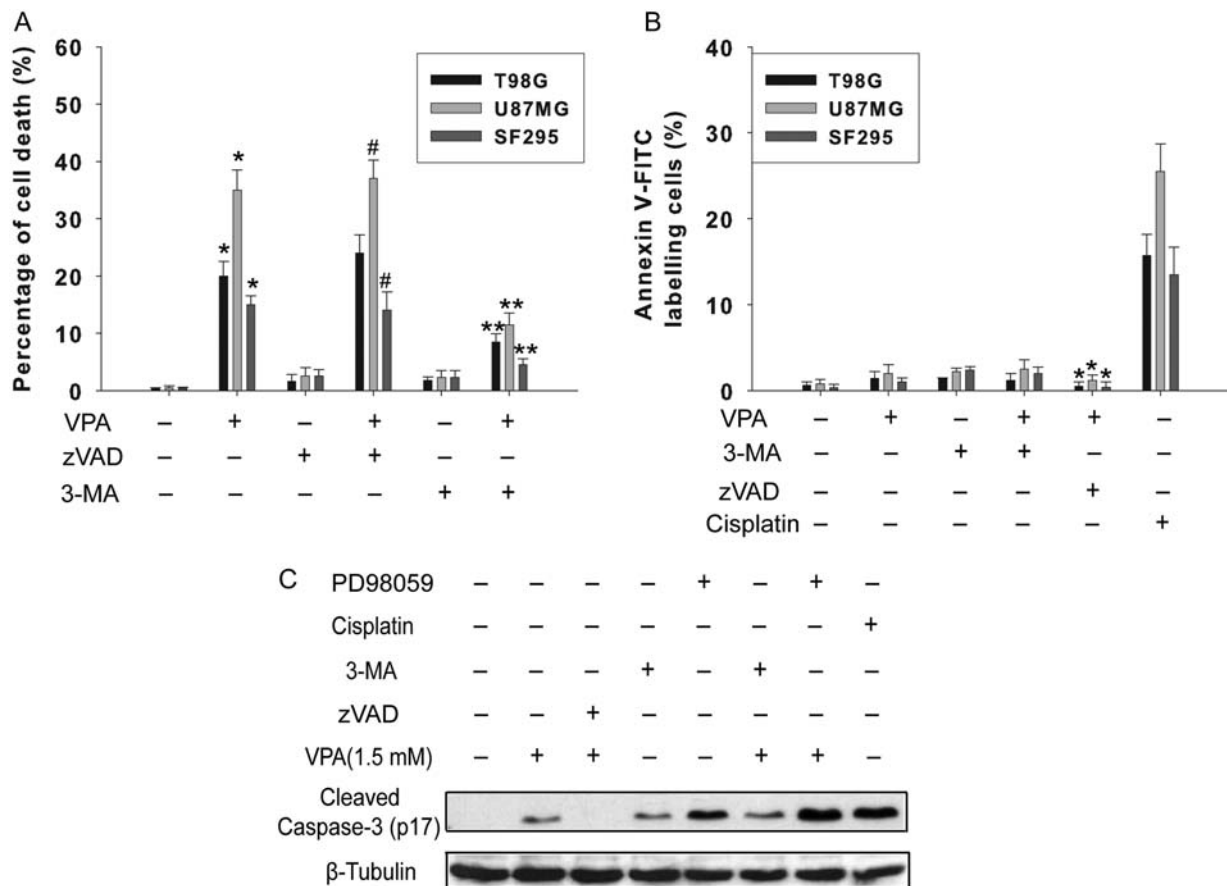 A
Percentage of cell death (%)
60
50
40
30
20
10
0
T98G
U87MG
SF295
* * * # # ** ** **
VPA – + – + – +
zVAD – – + + – –
3-MA – – – – + +
B
Annexin V-FITC
labelling cells (%)
40
30
20
10
0
T98G
U87MG
SF295
* * *
VPA – + – + + –
3-MA – – + + – –
zVAD – – – – + –
Cisplatin – – – – – +
C
PD98059 – – – – + – + –
Cisplatin – – – – – – – +
3-MA – – – + – + – –
zVAD – – + – – – – –
VPA(1.5 mM) – + + – – + + –
Cleaved
Caspase-3 (p17)
β-Tubulin